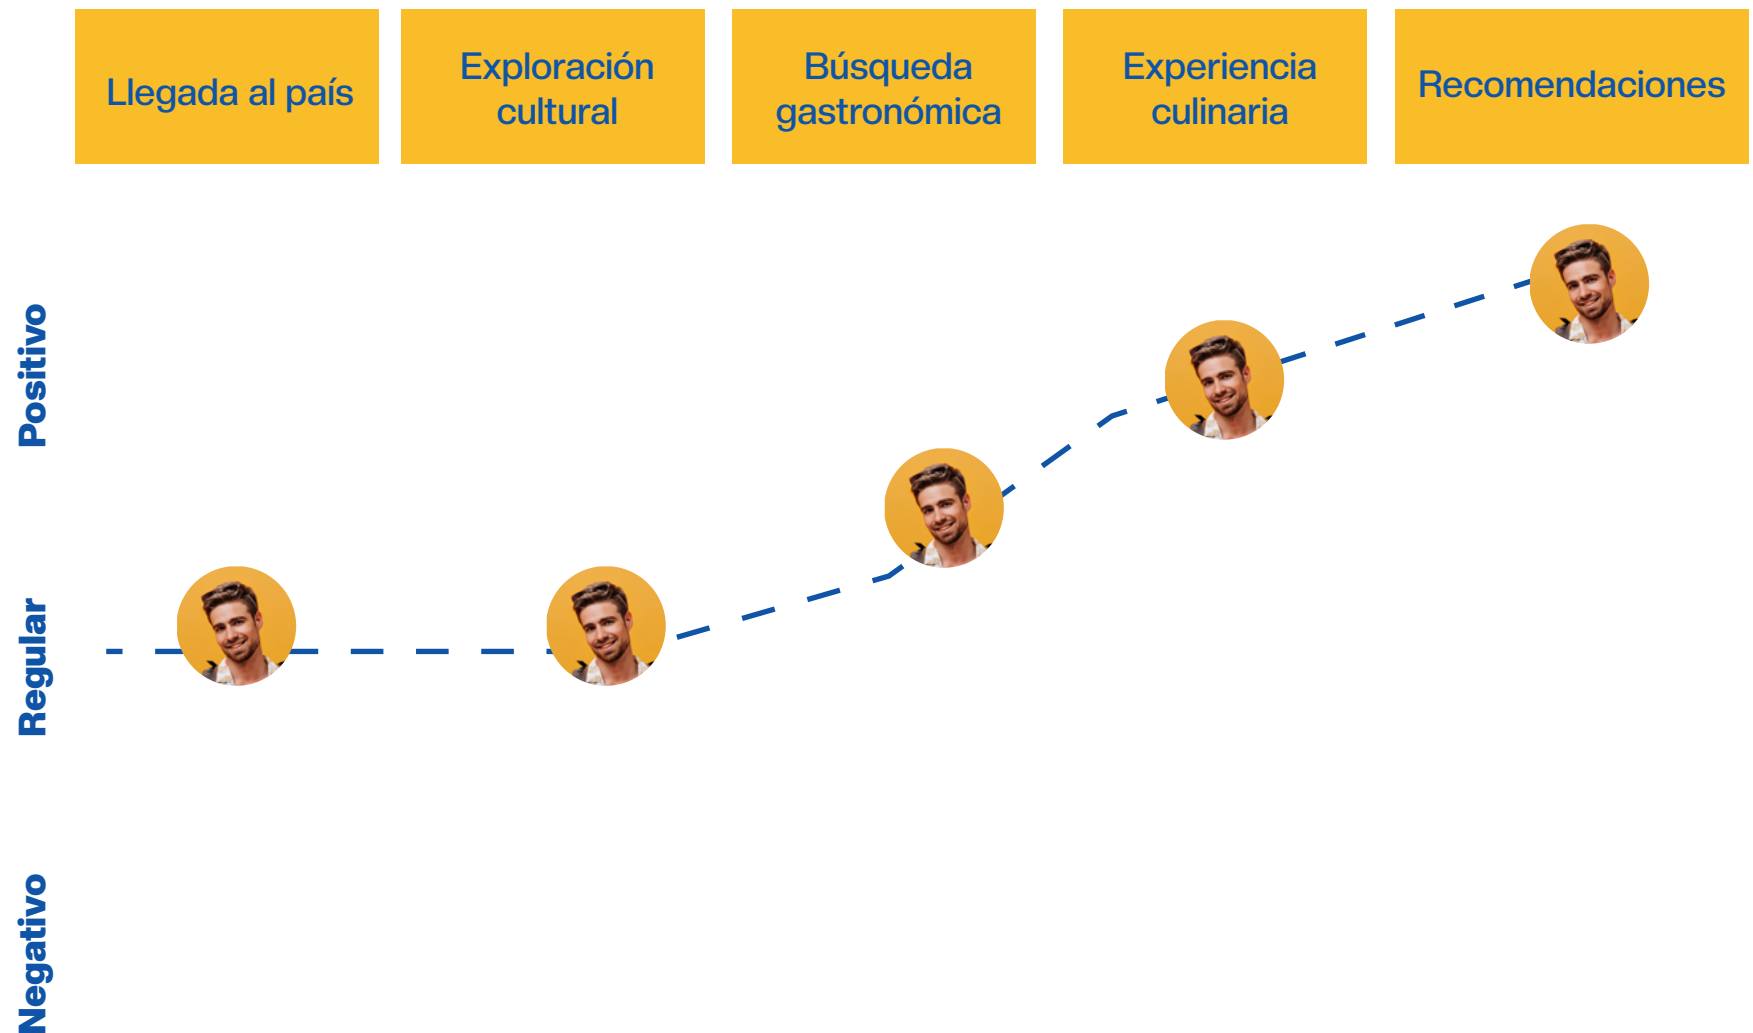 Llegada al país
Exploración
cultural
Búsqueda
gastronómica
Experiencia
culinaria
Recomendaciones
Positivo
Regular
Negativo